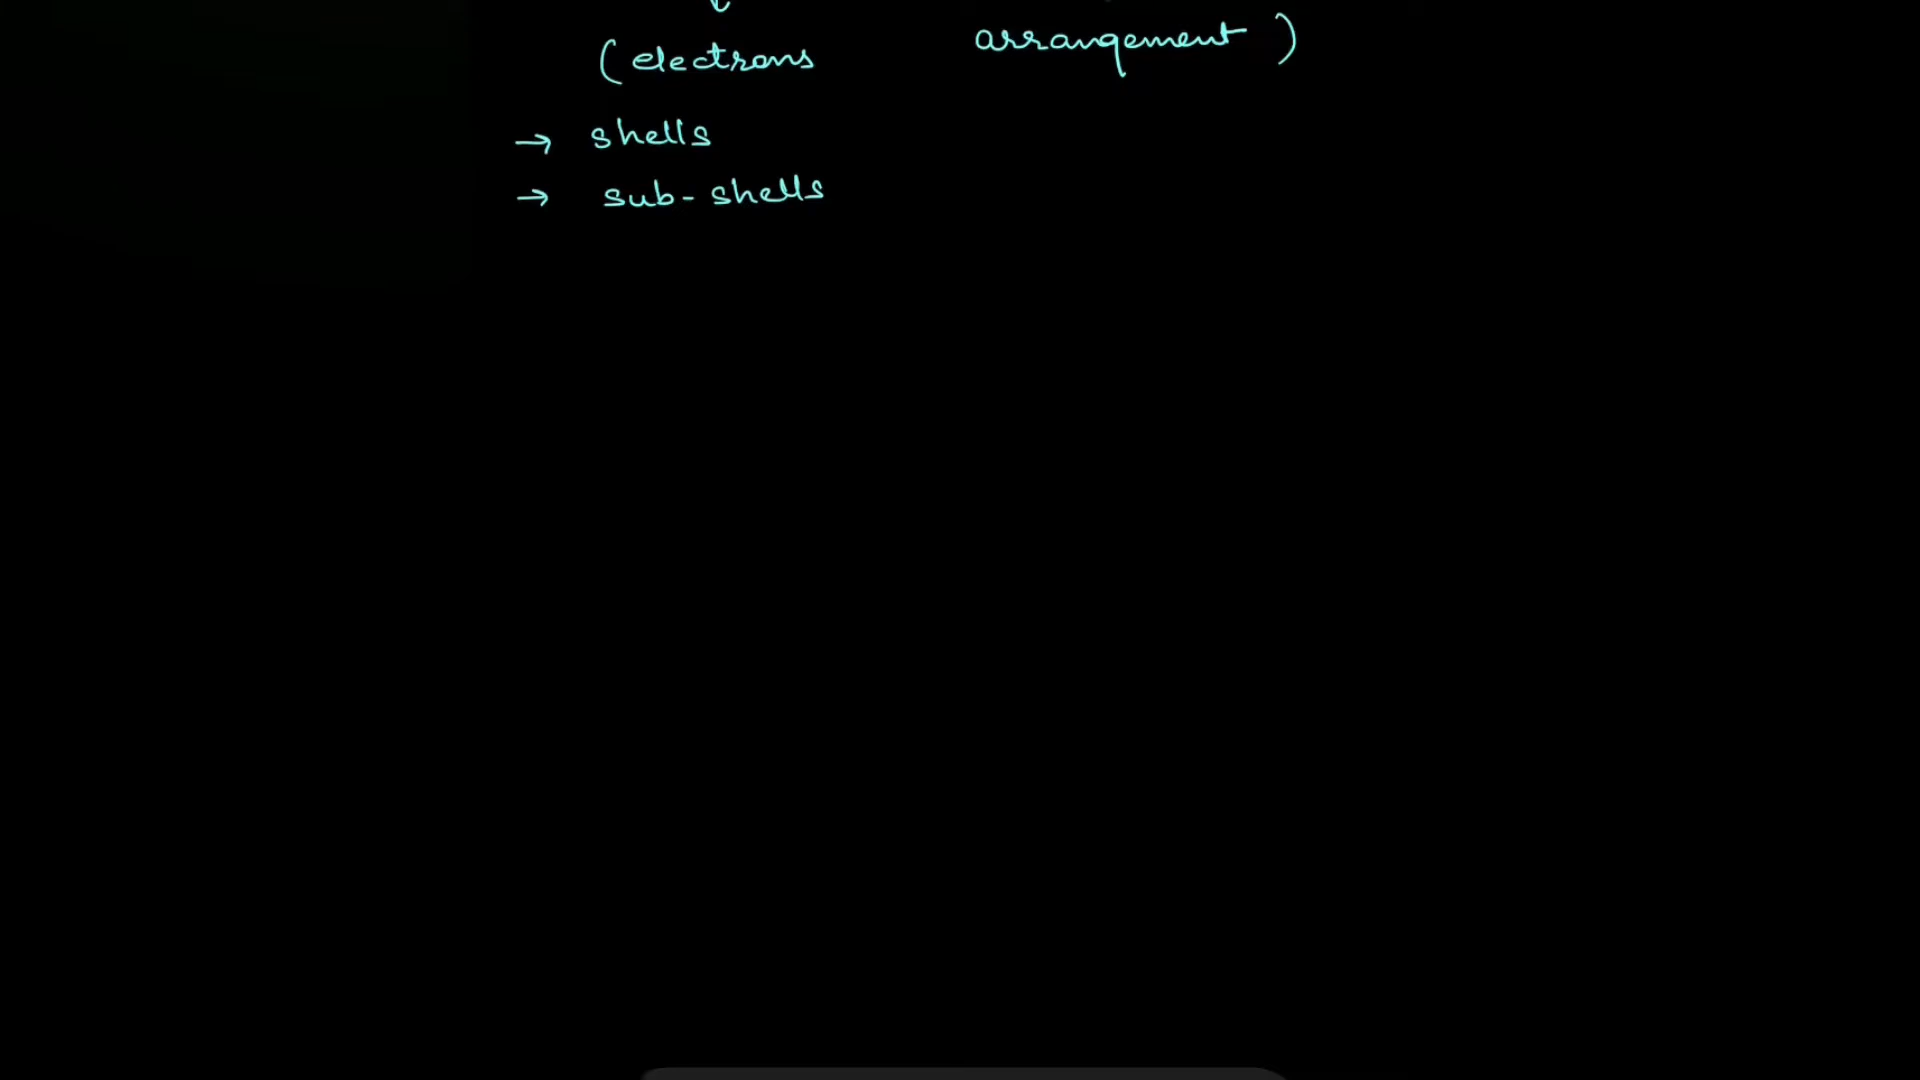 (electrons arrangement)
→ shells
→ sub-shells